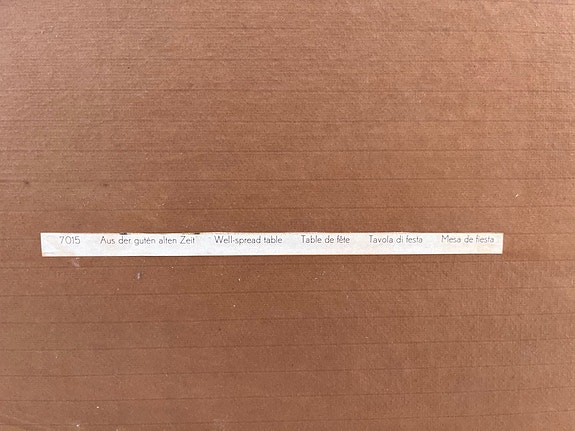 7015 Aus der guten alten Zeit Well-spread table Table de fête Tavola di festa Mesa de fiesta